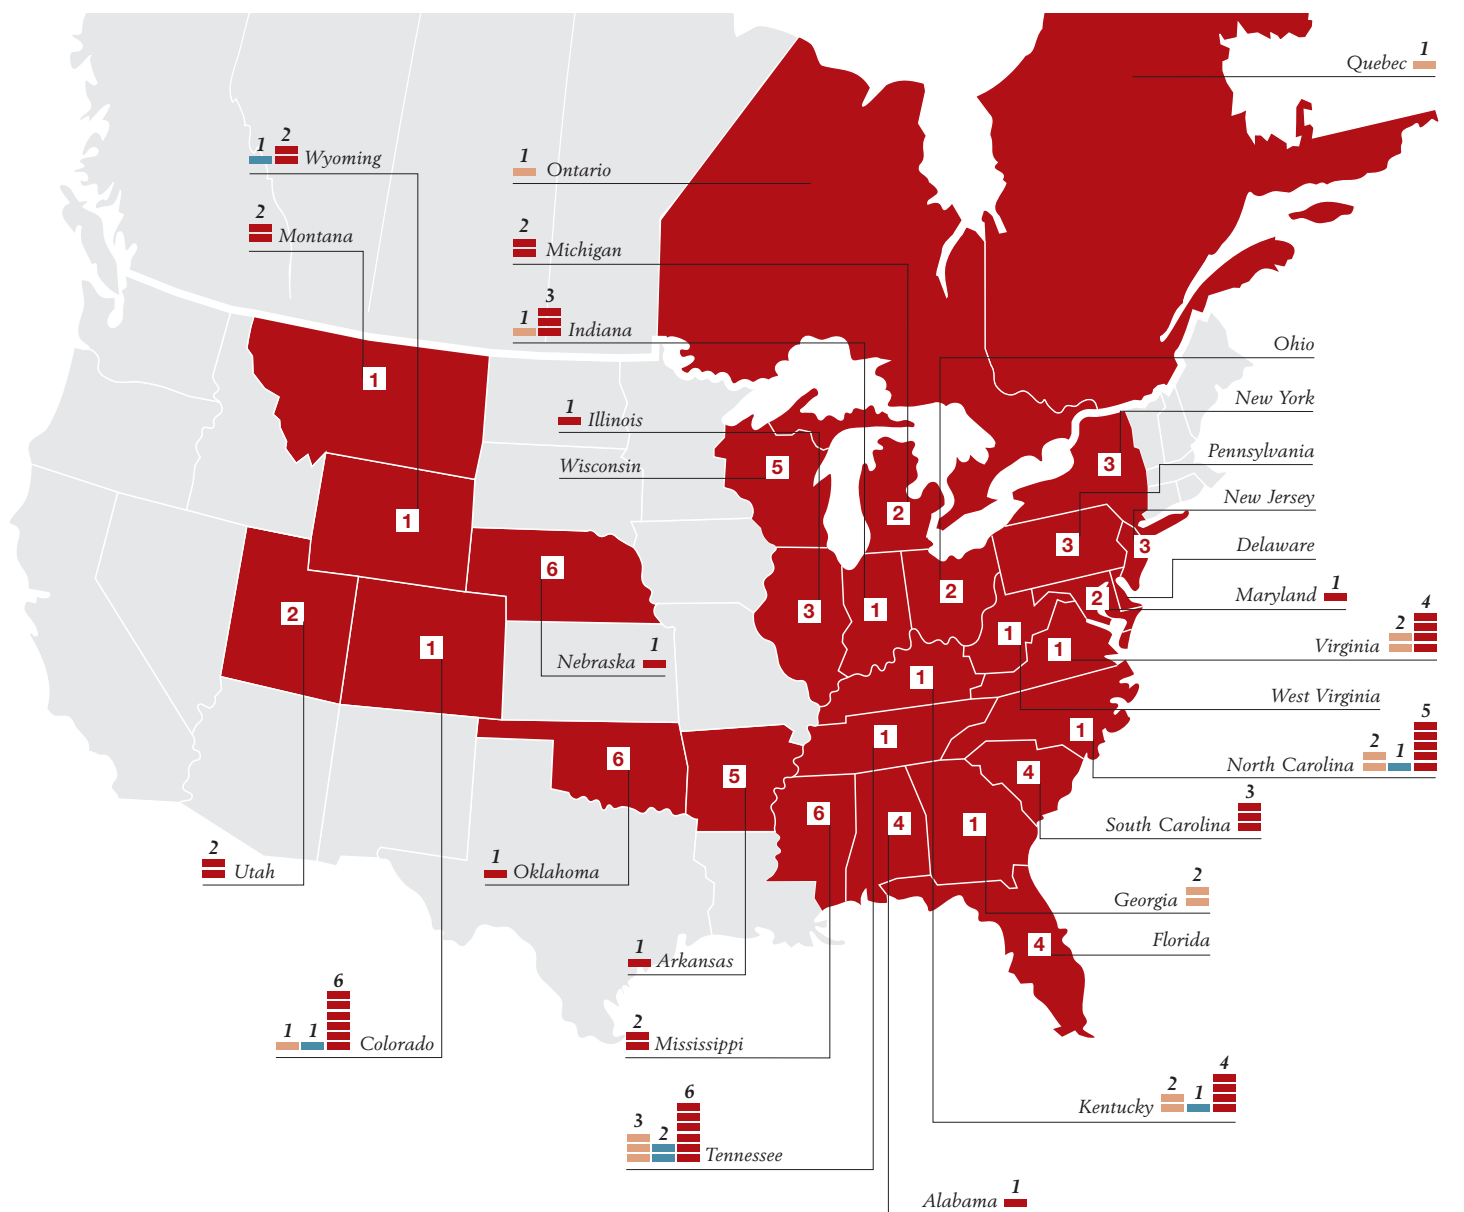 1
Quebec
1 2
Wyoming
1
Ontario
2
Montana
2
Michigan
3
1
Indiana
Ohio
1
1
Illinois
New York
Wisconsin
5
3
Pennsylvania
New Jersey
1
2
3
3
Delaware
6
2
1
Maryland
2
3
1
2
4
2
Virginia
1
1
1
1
Nebraska
1
West Virginia
5
2 1
North Carolina
1
1
6
5
4
3
South Carolina
6
4
1
2
Utah
1
Oklahoma
2
Georgia
4
Florida
1
Arkansas
6
1 1
Colorado
2
Mississippi
4
2 1
Kentucky
6
3 2
Tennessee
1
Alabama